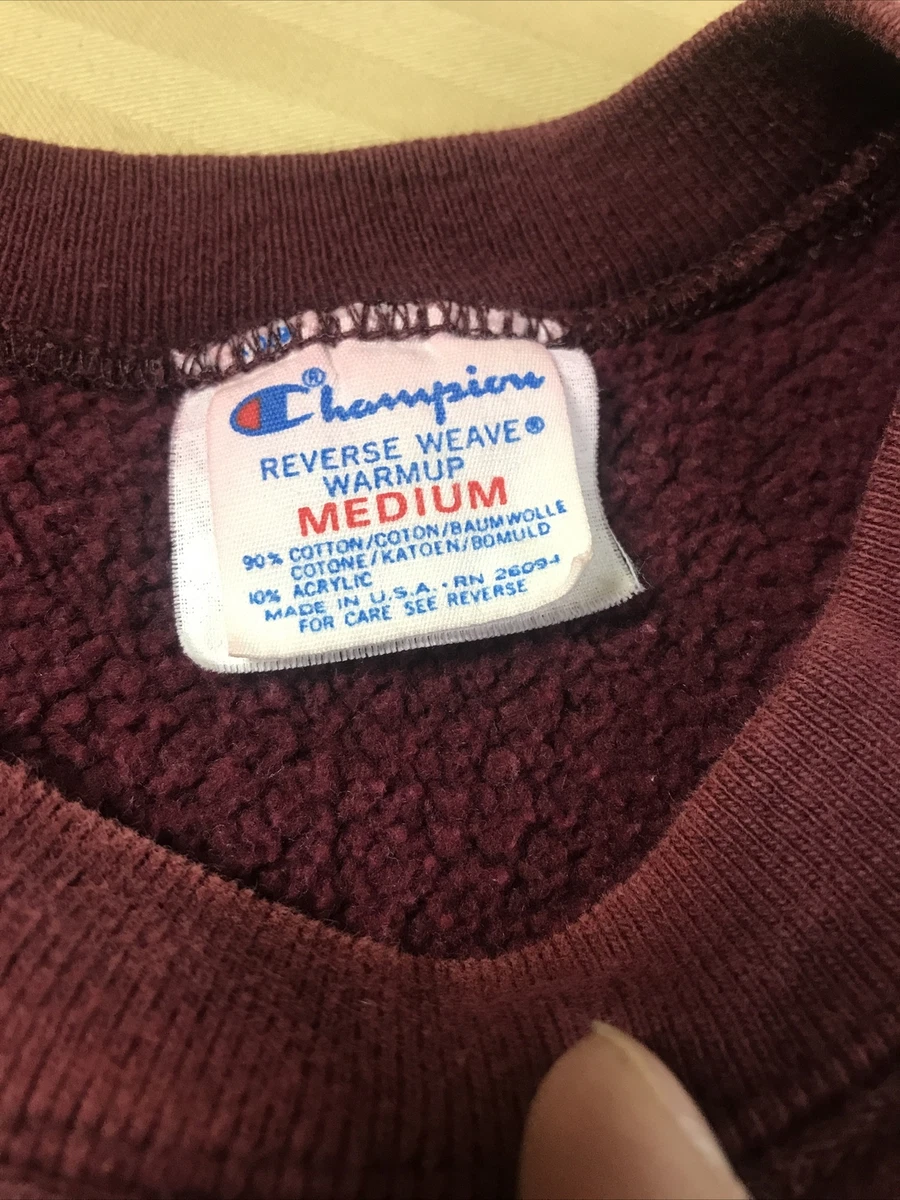 Champion®
REVERSE WEAVE®
WARMUP
MEDIUM
90% COTTON/COTON/BAUMWOLLE
COTONE/KATOEN/BOMULD
10% ACRYLIC
MADE IN U.S.A. · RN 26094
FOR CARE SEE REVERSE